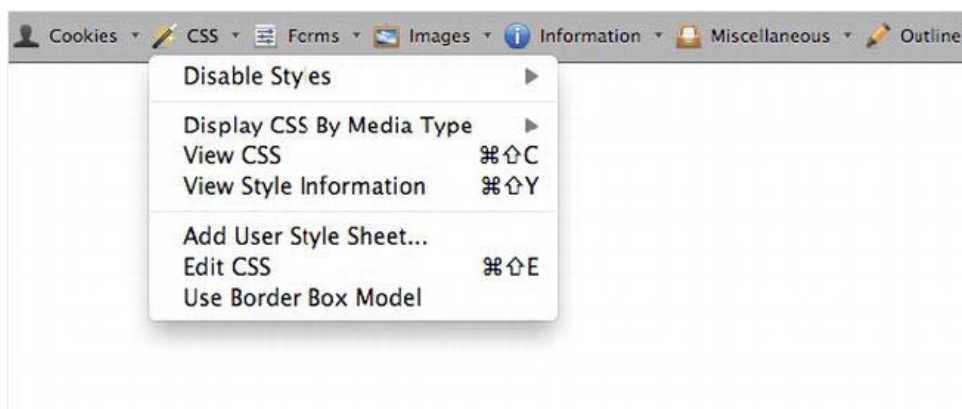 Cookies CSS Forms Images Information Miscellaneous Outline
Disable Styles
Display CSS By Media Type
View CSS ⌘⇧C
View Style Information ⌘⇧Y
Add User Style Sheet...
Edit CSS ⌘⇧E
Use Border Box Model